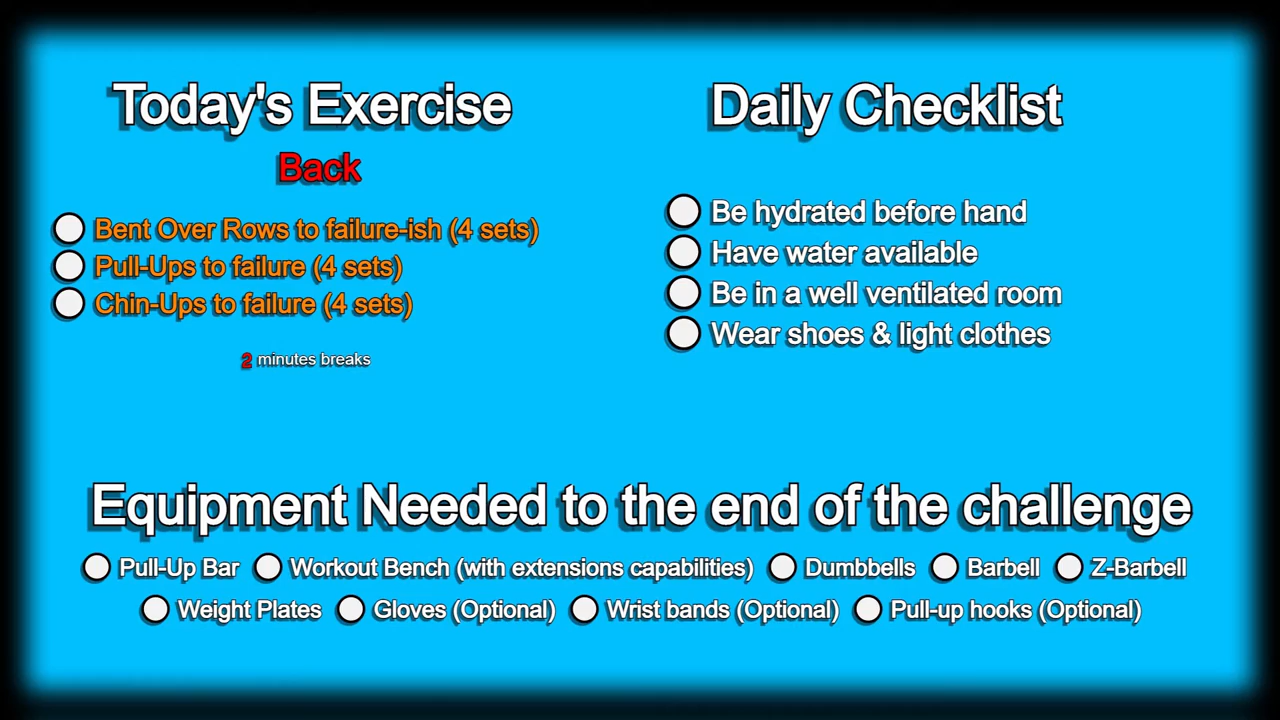 Today's Exercise
Back
Bent Over Rows to failure-ish (4 sets)
Pull-Ups to failure (4 sets)
Chin-Ups to failure (4 sets)
2 minutes breaks
Daily Checklist
Be hydrated before hand
Have water available
Be in a well ventilated room
Wear shoes & light clothes
Equipment Needed to the end of the challenge
Pull-Up Bar Workout Bench (with extensions capabilities) Dumbbells Barbell Z-Barbell
Weight Plates Gloves (Optional) Wrist bands (Optional) Pull-up hooks (Optional)